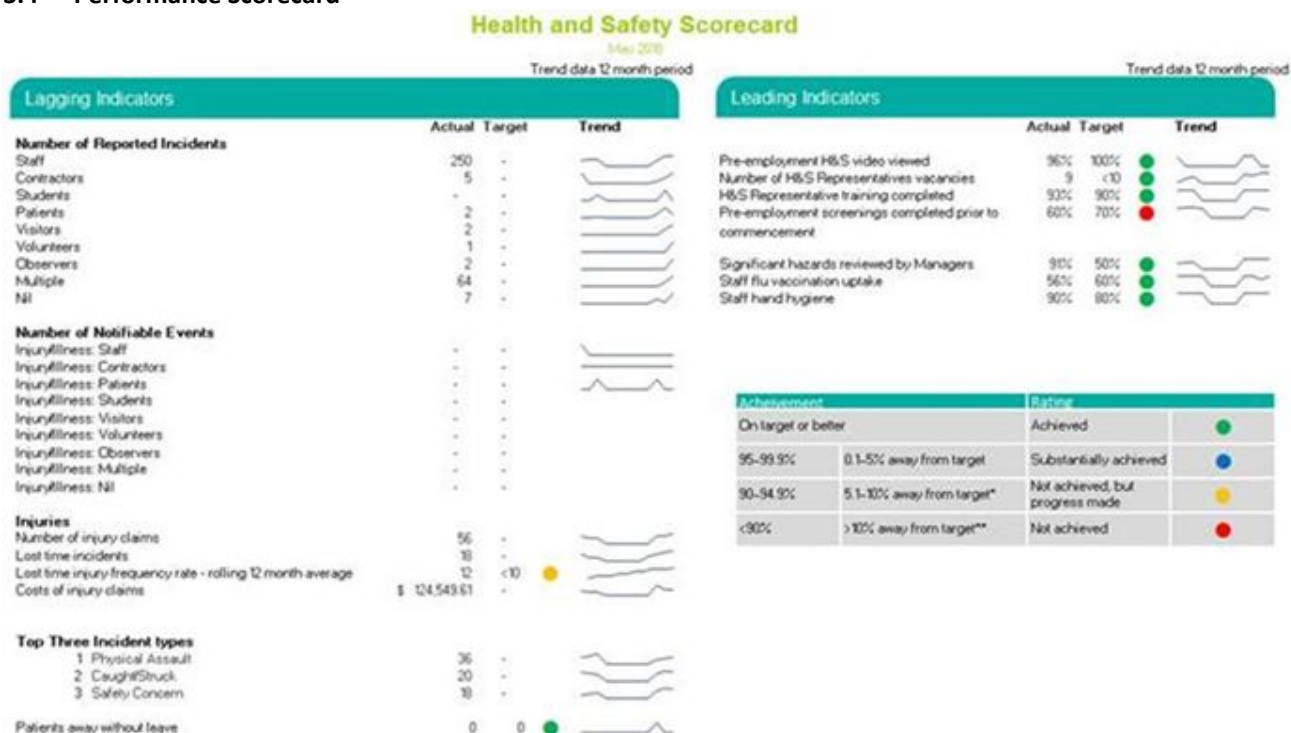 Health and Safety Scorecard
May 2018
Trend data 12 month period
Lagging Indicators
Actual Target Trend
Number of Reported Incidents
Staff 250 -
Contractors 5 -
Students - -
Patients 2 -
Visitors 2 -
Volunteers 1 -
Observers 2 -
Multiple 64 -
Nil 7 -
Number of Notifiable Events
Injury/Illness: Staff - -
Injury/Illness: Contractors - -
Injury/Illness: Patients - -
Injury/Illness: Students - -
Injury/Illness: Visitors - -
Injury/Illness: Volunteers - -
Injury/Illness: Observers - -
Injury/Illness: Multiple - -
Injury/Illness: Nil - -
Injuries
Number of injury claims 56 -
Lost time incidents 18 -
Lost time injury frequency rate - rolling 12 month average 12 <10
Costs of injury claims $ 124,549.61 -
Top Three Incident types
1 Physical Assault 36 -
2 Caught/Struck 20 -
3 Safety Concern 18 -
Patients away without leave 0 0
Trend data 12 month period
Leading Indicators
Actual Target Trend
Pre-employment H&S video viewed 96% 100%
Number of H&S Representatives vacancies 9 <10
H&S Representative training completed 93% 90%
Pre-employment screenings completed prior to 60% 70%
commencement
Significant hazards reviewed by Managers 91% 50%
Staff flu vaccination uptake 56% 60%
Staff hand hygiene 90% 80%
Acheivement Rating
On target or better Achieved
95-99.9% 0.1-5% away from target Substantially achieved
90-94.9% 5.1-10% away from target* Not achieved, but
progress made
<90% >10% away from target** Not achieved